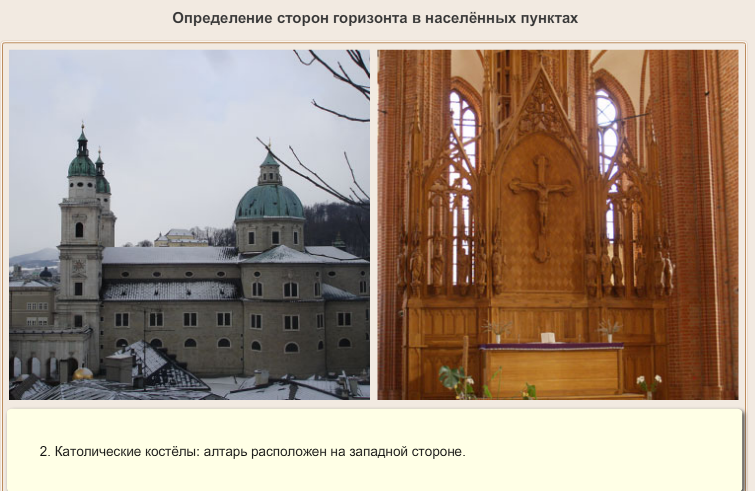 Определение сторон горизонта в населённых пунктах
2. Католические костёлы: алтарь расположен на западной стороне.